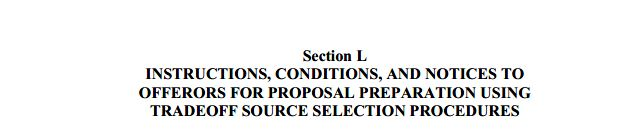 Section L
INSTRUCTIONS, CONDITIONS, AND NOTICES TO
OFFERORS FOR PROPOSAL PREPARATION USING
TRADEOFF SOURCE SELECTION PROCEDURES